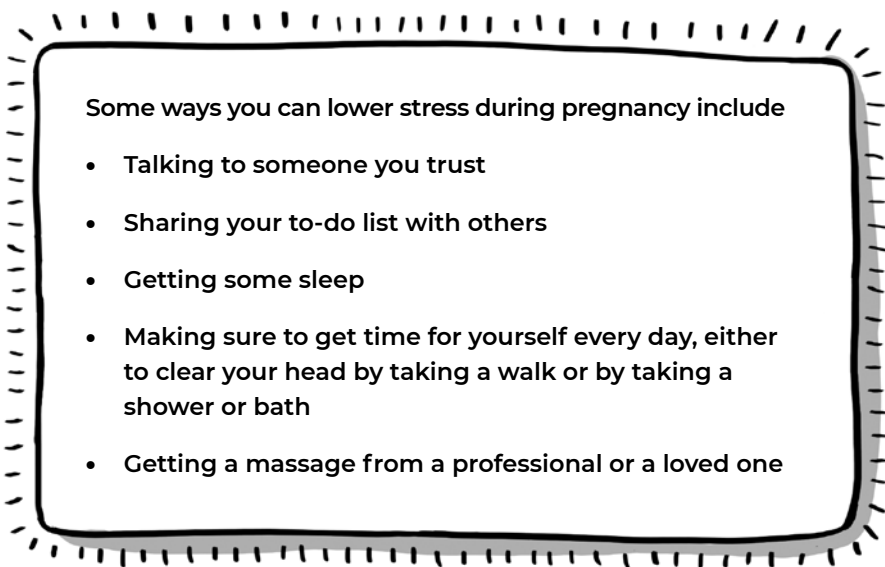 Some ways you can lower stress during pregnancy include
• Talking to someone you trust
• Sharing your to-do list with others
• Getting some sleep
• Making sure to get time for yourself every day, either
to clear your head by taking a walk or by taking a
shower or bath
• Getting a massage from a professional or a loved one